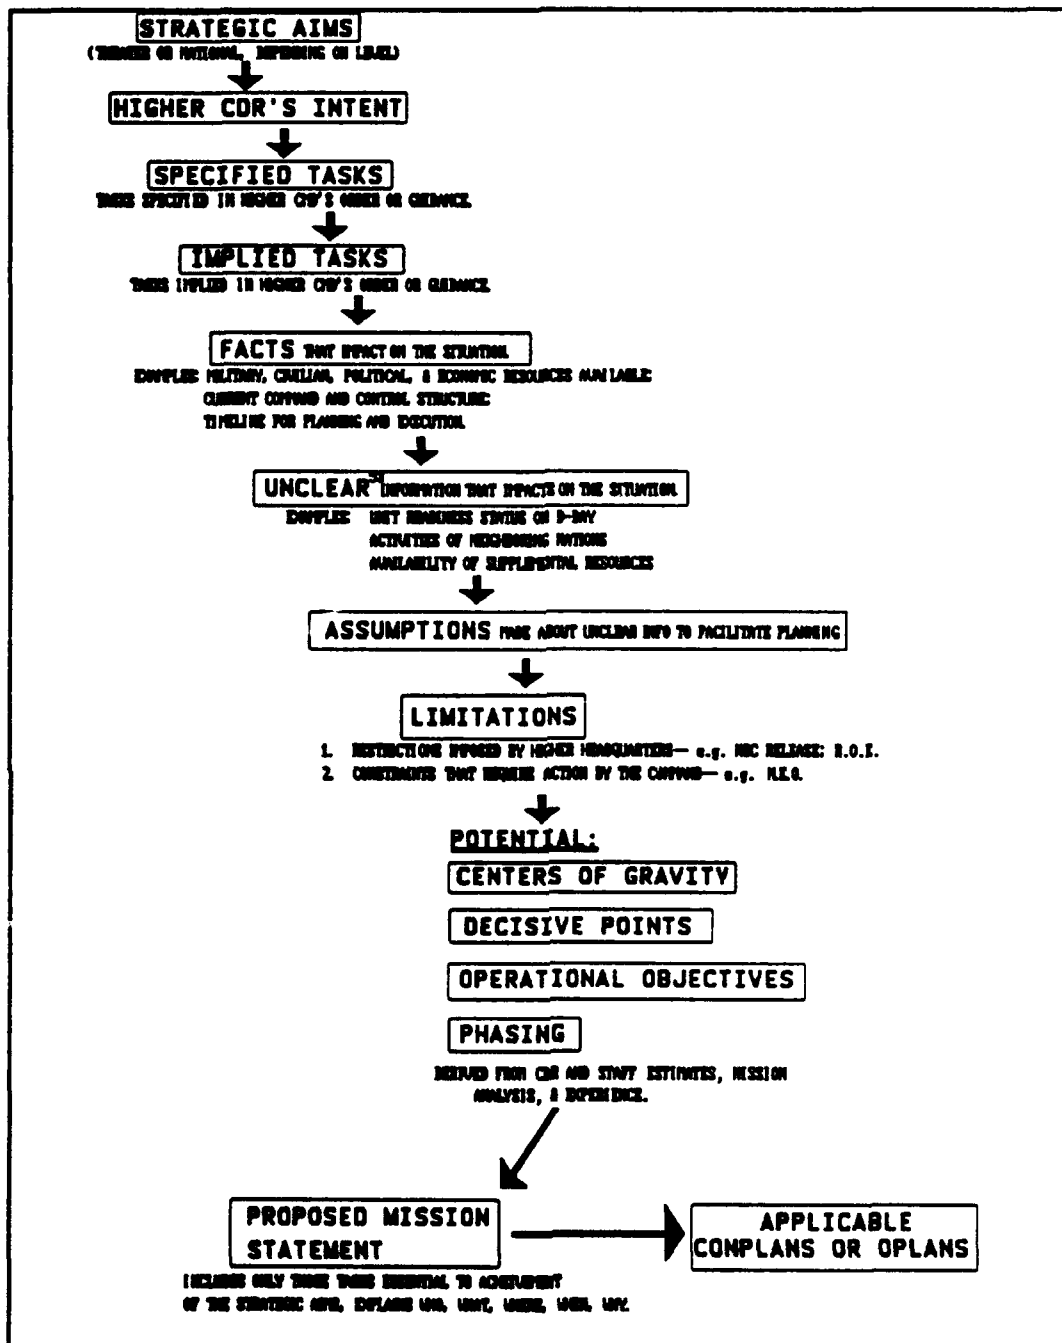 STRATEGIC AIMS
(THEATER OR NATIONAL, DEPENDING ON LEVEL)
HIGHER CDR'S INTENT
SPECIFIED TASKS
TASKS SPECIFIED IN HIGHER CMD'S ORDER OR GUIDANCE.
IMPLIED TASKS
TASKS IMPLIED IN HIGHER CMD'S ORDER OR GUIDANCE
FACTS THAT IMPACT ON THE SITUATION.
EXAMPLES: MILITARY, CIVILIAN, POLITICAL, & ECONOMIC RESOURCES AVAILABLE
CURRENT COMMAND AND CONTROL STRUCTURE
TIMELINE FOR PLANNING AND EXECUTION.
UNCLEAR INFORMATION THAT IMPACTS ON THE SITUATION.
EXAMPLES: UNIT READINESS STATUS ON D-DAY
ACTIVITIES OF NEIGHBORING NATIONS
AVAILABILITY OF SUPPLEMENTAL RESOURCES
ASSUMPTIONS MADE ABOUT UNCLEAR INFO TO FACILITATE PLANNING
LIMITATIONS
1. RESTRICTIONS IMPOSED BY HIGHER HEADQUARTERS— e.g. NBC RELEASE; R.O.E.
2. CONSTRAINTS THAT REQUIRE ACTION BY THE COMMAND— e.g. N.E.O.
POTENTIAL:
CENTERS OF GRAVITY
DECISIVE POINTS
OPERATIONAL OBJECTIVES
PHASING
DERIVED FROM CDR AND STAFF ESTIMATES, MISSION
ANALYSIS, & EXPERIENCE.
PROPOSED MISSION
STATEMENT
APPLICABLE
CONPLANS OR OPLANS
INCLUDES ONLY THOSE TASKS ESSENTIAL TO ACHIEVEMENT
OF THE STRATEGIC AIMS, EXPLAINS WHO, WHAT, WHERE, WHEN, WHY.